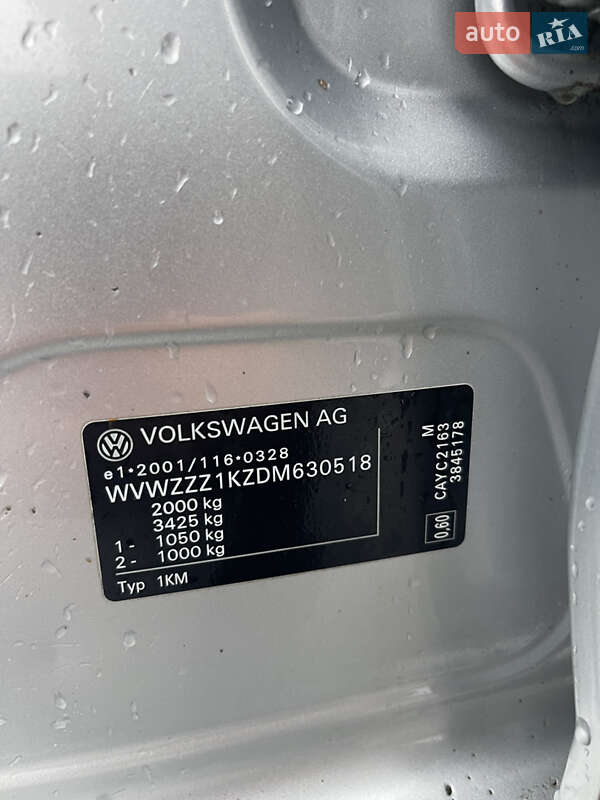 auto RIA.com
VOLKSWAGEN AG
e1*2001/116*0328
WVWZZZ1KZDM630518
2000 kg
3425 kg
1- 1050 kg
2- 1000 kg
Typ 1KM
M
CAYC2163
3845178
0,60